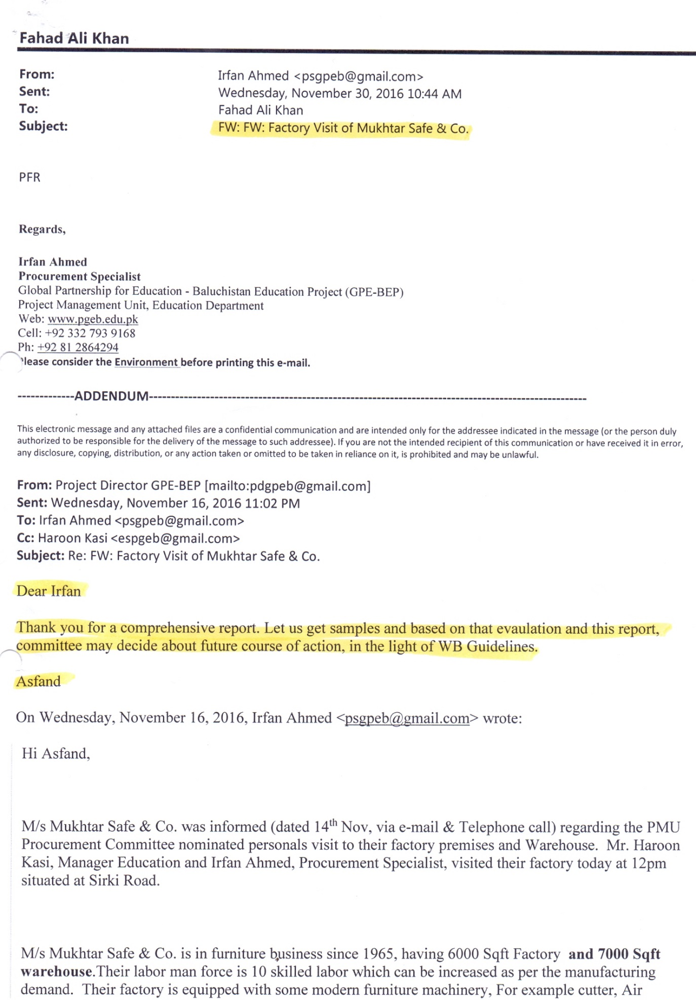 Fahad Ali Khan
From: Irfan Ahmed <psgpeb@gmail.com>
Sent: Wednesday, November 30, 2016 10:44 AM
To: Fahad Ali Khan
Subject: FW: FW: Factory Visit of Mukhtar Safe & Co.
PFR
Regards,
Irfan Ahmed
Procurement Specialist
Global Partnership for Education - Baluchistan Education Project (GPE-BEP)
Project Management Unit, Education Department
Web: www.pgeb.edu.pk
Cell: +92 332 793 9168
Ph: +92 81 2864294
lease consider the Environment before printing this e-mail.
-------------ADDENDUM----------------------------------------------------------------------------------------------------
This electronic message and any attached files are a confidential communication and are intended only for the addressee indicated in the message (or the person duly
authorized to be responsible for the delivery of the message to such addressee). If you are not the intended recipient of this communication or have received it in error,
any disclosure, copying, distribution, or any action taken or omitted to be taken in reliance on it, is prohibited and may be unlawful.
From: Project Director GPE-BEP [mailto:pdgpeb@gmail.com]
Sent: Wednesday, November 16, 2016 11:02 PM
To: Irfan Ahmed <psgpeb@gmail.com>
Cc: Haroon Kasi <espgeb@gmail.com>
Subject: Re: FW: Factory Visit of Mukhtar Safe & Co.
Dear Irfan
Thank you for a comprehensive report. Let us get samples and based on that evaulation and this report,
committee may decide about future course of action, in the light of WB Guidelines.
Asfand
On Wednesday, November 16, 2016, Irfan Ahmed <psgpeb@gmail.com> wrote:
Hi Asfand,
M/s Mukhtar Safe & Co. was informed (dated 14th Nov, via e-mail & Telephone call) regarding the PMU
Procurement Committee nominated personals visit to their factory premises and Warehouse.  Mr. Haroon
Kasi, Manager Education and Irfan Ahmed, Procurement Specialist, visited their factory today at 12pm
situated at Sirki Road.
M/s Mukhtar Safe & Co. is in furniture business since 1965, having 6000 Sqft Factory  and 7000 Sqft
warehouse.Their labor man force is 10 skilled labor which can be increased as per the manufacturing
demand.  Their factory is equipped with some modern furniture machinery, For example cutter, Air